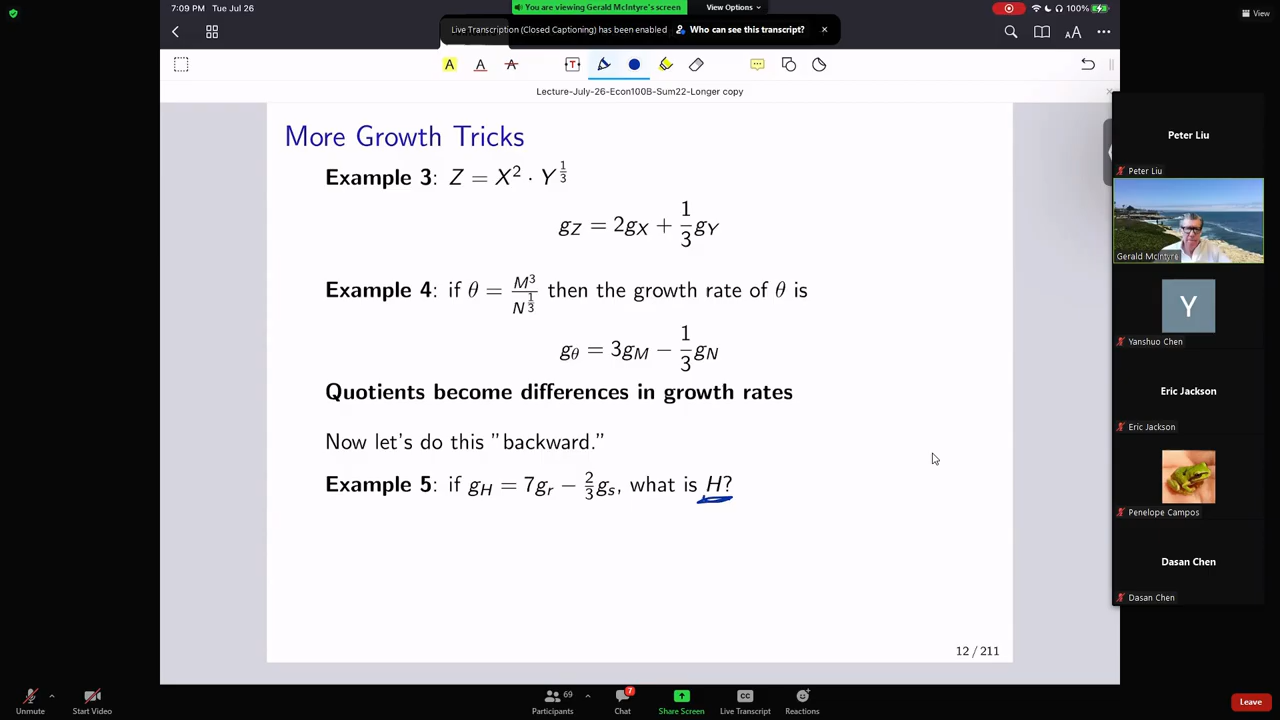 7:09 PM Tue Jul 26
You are viewing Gerald McIntyre's screen
View Options
100%
View
Live Transcription (Closed Captioning) has been enabled
Who can see this transcript?
Lecture-July-26-Econ100B-Sum22-Longer copy
More Growth Tricks
Example 3: Z = X² · Y^{1/3}
g_Z = 2g_X + \frac{1}{3}g_Y
Example 4: if θ = \frac{M³}{N^{1/3}} then the growth rate of θ is
g_θ = 3g_M − \frac{1}{3}g_N
Quotients become differences in growth rates
Now let's do this "backward."
Example 5: if g_H = 7g_r − \frac{2}{3}g_s, what is H?
12 / 211
Peter Liu
Peter Liu
Gerald McIntyre
Y
Yanshuo Chen
Eric Jackson
Eric Jackson
Penelope Campos
Dasan Chen
Dasan Chen
Unmute
Start Video
69
Participants
7
Chat
Share Screen
CC
Live Transcript
Reactions
Leave